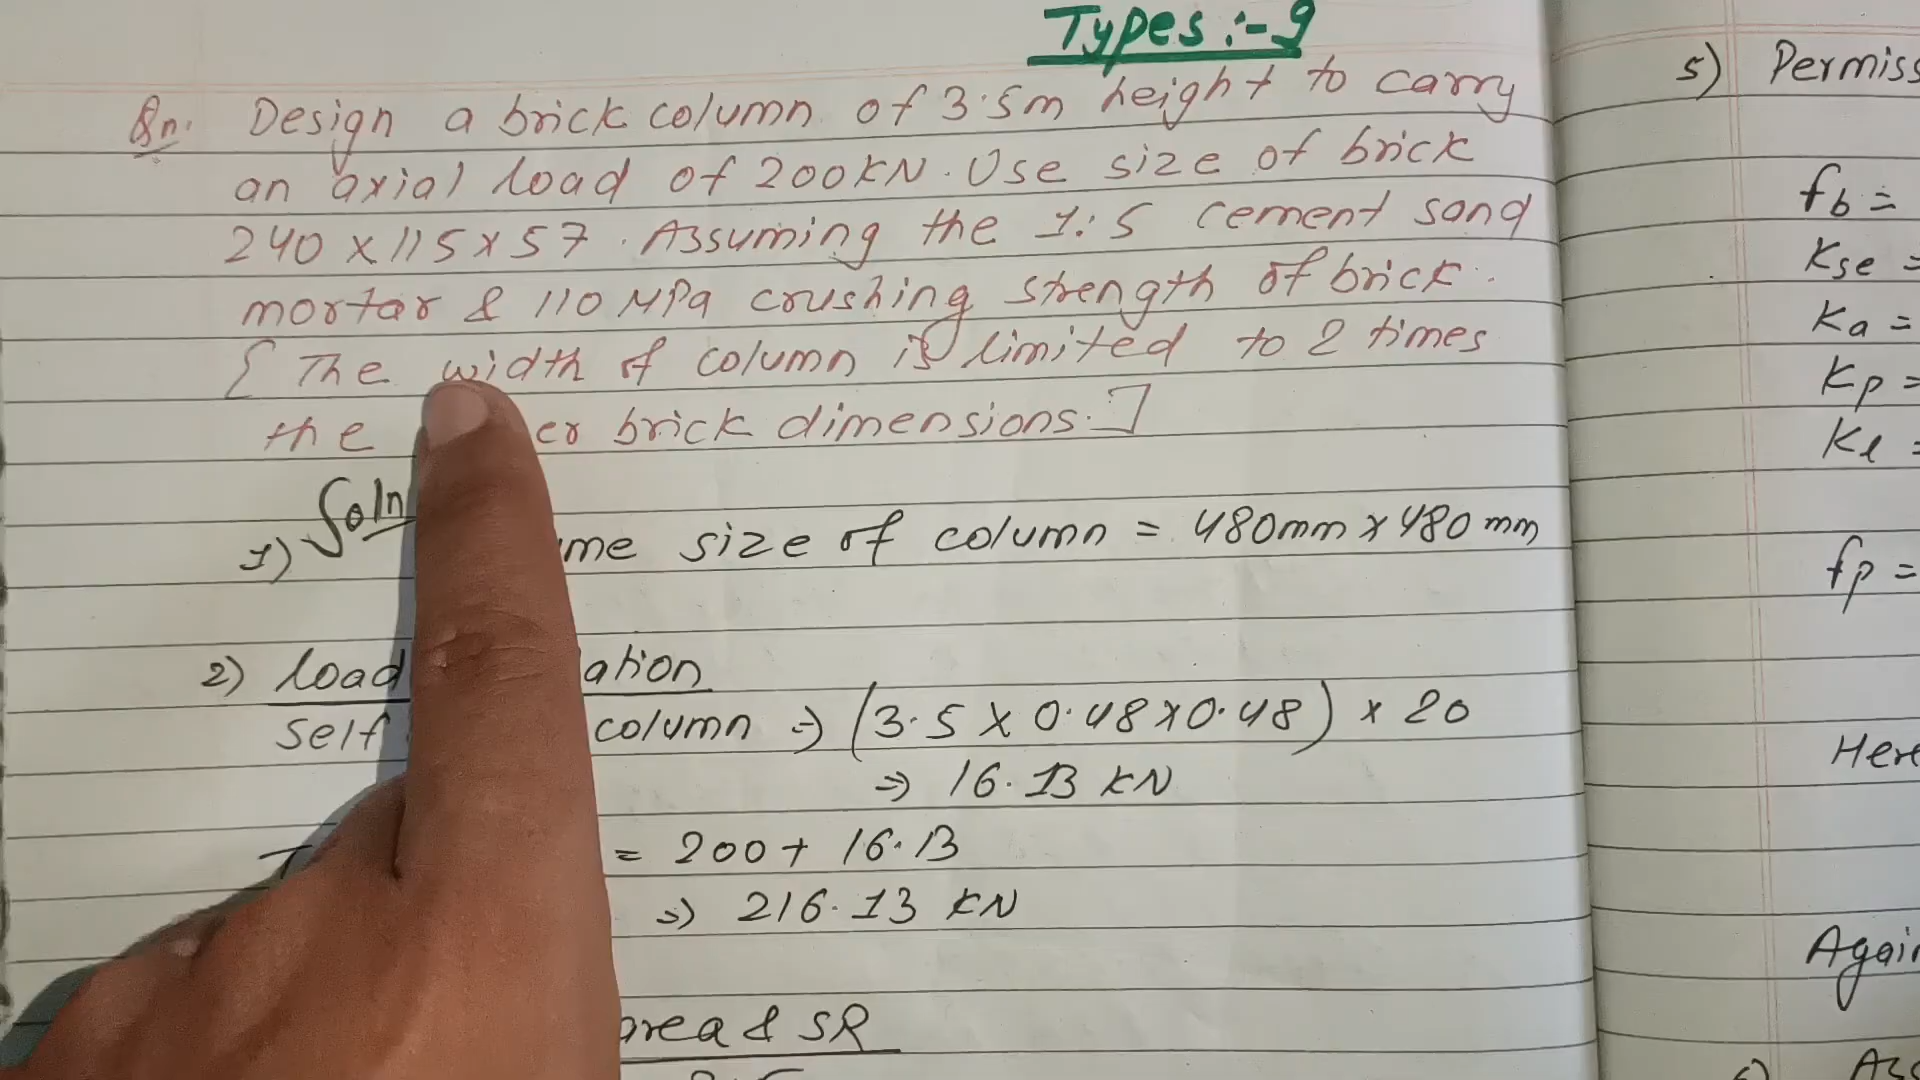 Types :- 9
Qn. Design a brick column of 3.5m height to carry
an axial load of 200KN. Use size of brick
240 x 115 x 57. Assuming the 1:5 cement sand
mortar & 110 MPa crushing strength of brick.
[ The width of column is limited to 2 times
the er brick dimensions. ]
Soln
1) me size of column = 480mm x 480 mm
2) load ation
self column => (3.5 x 0.48 x 0.48) x 20
=> 16.13 KN
= 200 + 16.13
=> 216.13 KN
area & SR
5) Permiss
fb =
Kse =
Ka =
Kp =
Kl =
fp =
Here
Again